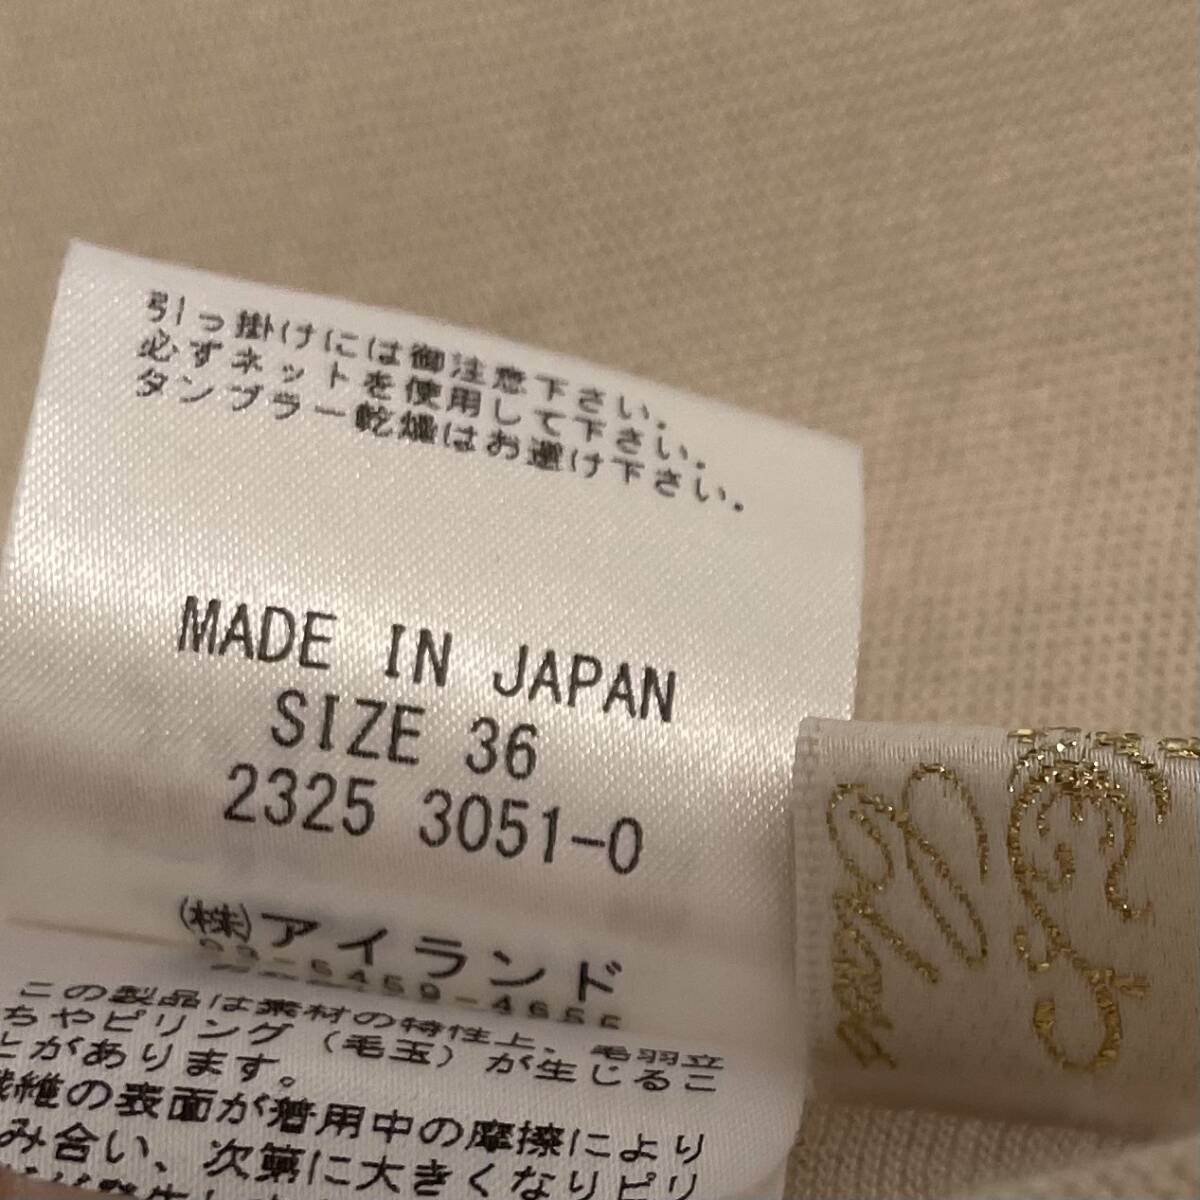 引っ掛けには御注意下さい.
必ずネットを使用して下さい.
タンブラー乾燥はお避け下さい.
MADE IN JAPAN
SIZE 36
2325 3051-0
(株)アイランド
03-5459-4655
この製品は素材の特性上、毛羽立
ちやピリング(毛玉)が生じるこ
とがあります。
繊維の表面が着用中の摩擦により
み合い、次第に大きくなりピリ